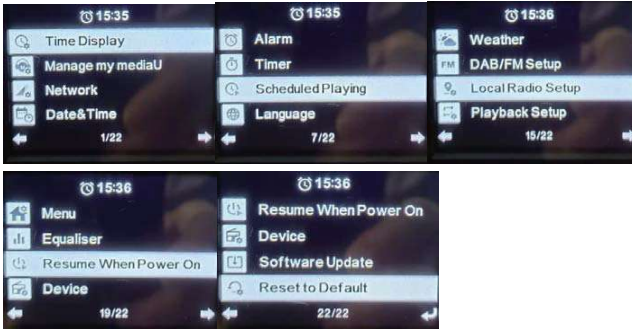 15:35
Time Display
Manage my mediaU
Network
Date&Time
1/22
15:35
Alarm
Timer
Scheduled Playing
Language
7/22
15:36
Weather
FM DAB/FM Setup
Local Radio Setup
Playback Setup
15/22
15:36
Menu
Equaliser
Resume When Power On
Device
19/22
15:36
Resume When Power On
Device
Software Update
Reset to Default
22/22